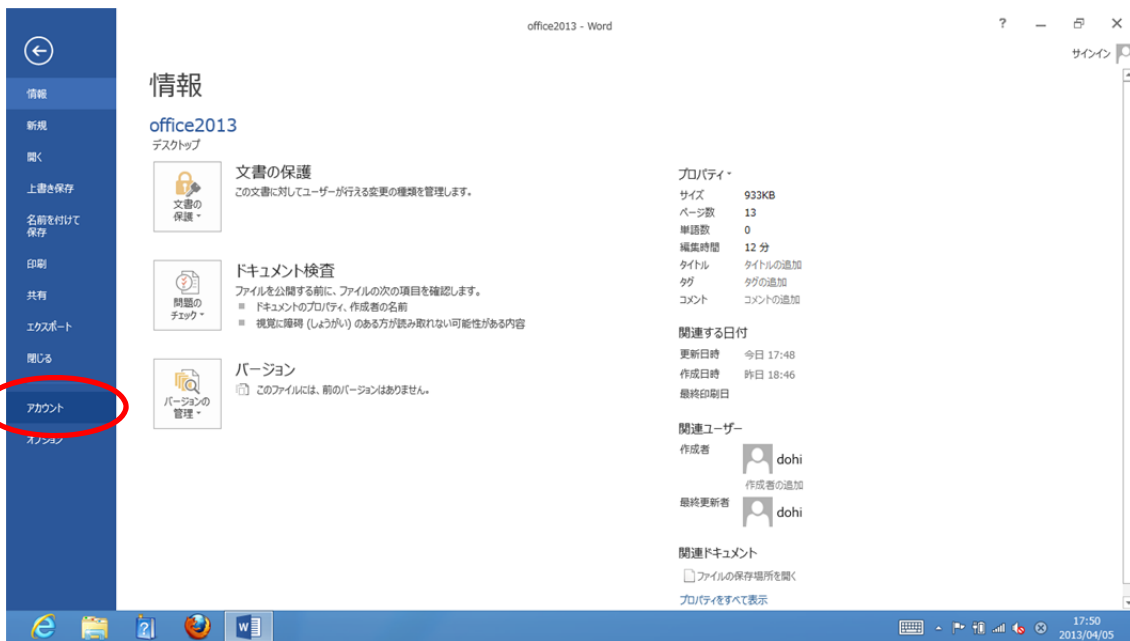 office2013 - Word
?
サインイン
情報
新規
開く
上書き保存
名前を付けて
保存
印刷
共有
エクスポート
閉じる
アカウント
オプション
情報
office2013
デスクトップ
文書の
保護
文書の保護
この文書に対してユーザーが行える変更の種類を管理します。
問題の
チェック
ドキュメント検査
ファイルを公開する前に、ファイルの次の項目を確認します。
ドキュメントのプロパティ、作成者の名前
視覚に障碍 (しょうがい) のある方が読み取れない可能性がある内容
バージョンの
管理
バージョン
このファイルには、前のバージョンはありません。
プロパティ
サイズ 933KB
ページ数 13
単語数 0
編集時間 12 分
タイトル タイトルの追加
タグ タグの追加
コメント コメントの追加
関連する日付
更新日時 今日 17:48
作成日時 昨日 18:46
最終印刷日
関連ユーザー
作成者 dohi
作成者の追加
最終更新者 dohi
関連ドキュメント
ファイルの保存場所を開く
プロパティをすべて表示
17:50
2013/04/05